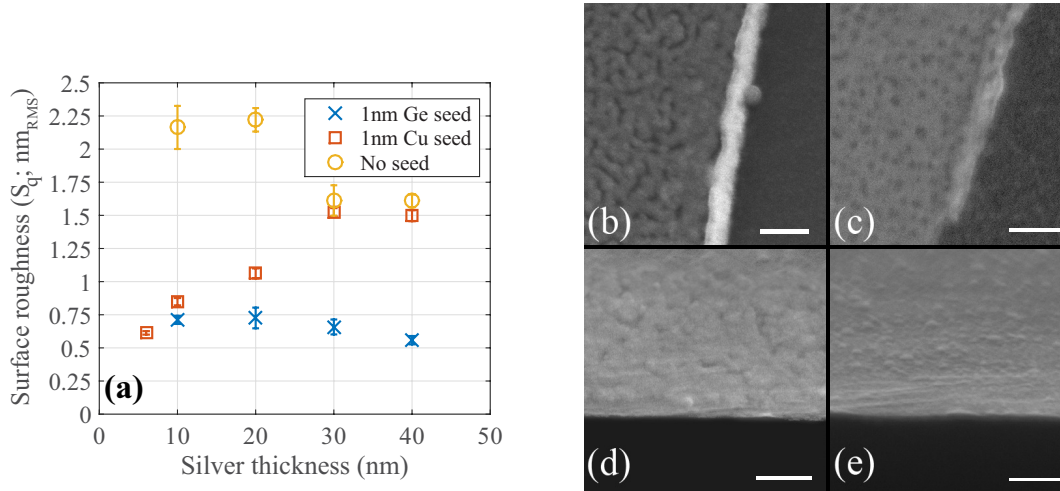 Surface roughness (S_q; nm_RMS)
2.5
2.25
2
1.75
1.5
1.25
1
0.75
0.5
0.25
0
1nm Ge seed
1nm Cu seed
No seed
(a)
0 10 20 30 40 50
Silver thickness (nm)
(b)
(c)
(d)
(e)